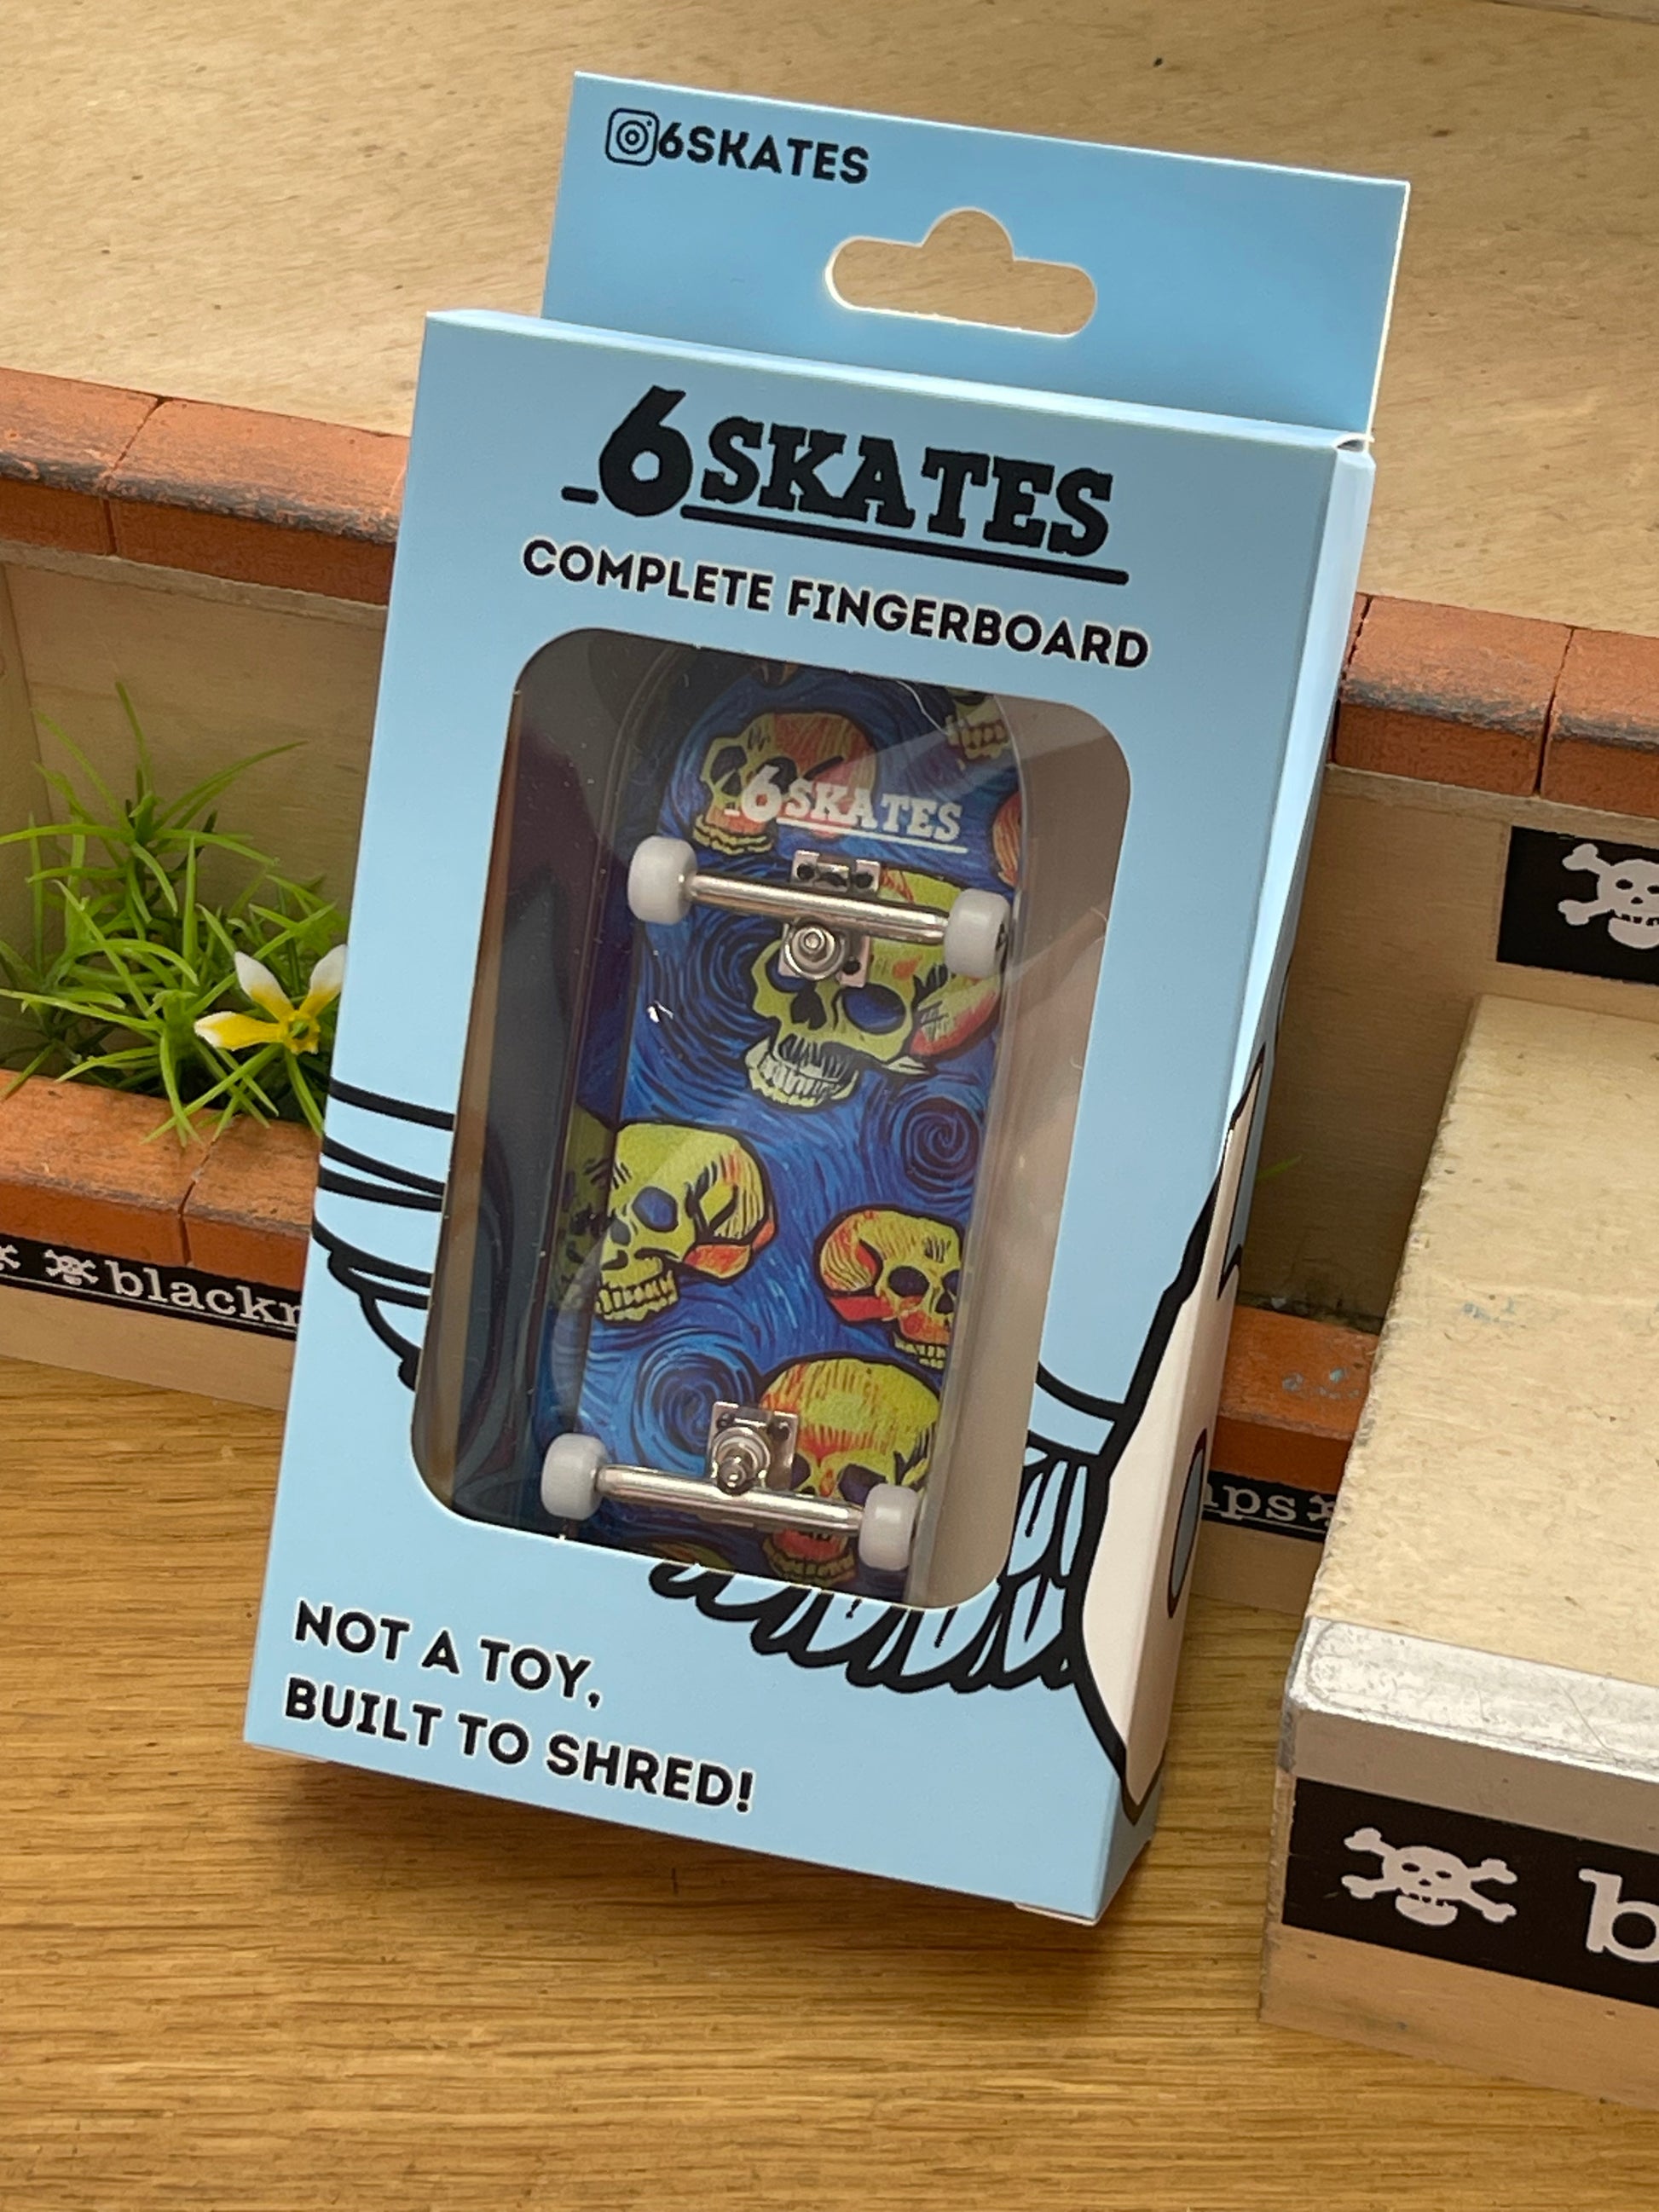 6SKATES
6SKATES
COMPLETE FINGERBOARD
6SKATES
NOT A TOY,
BUILT TO SHRED!